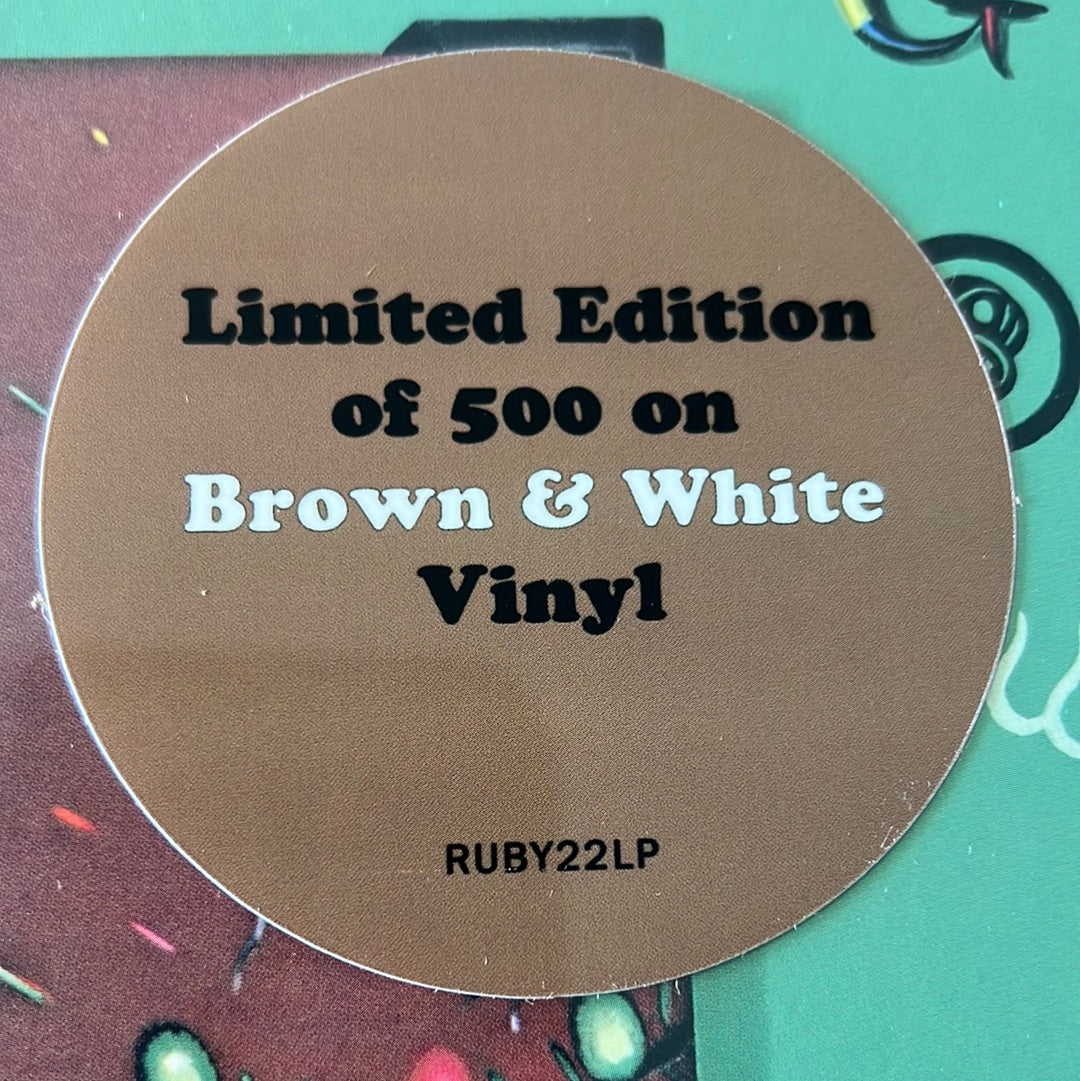 Limited Edition
of 500 on
Brown & White
Vinyl
RUBY22LP